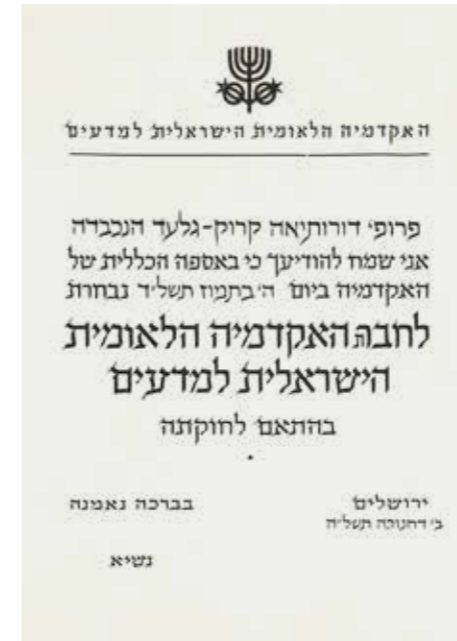 האקדמיה הלאומית הישראלית למדעים
פרופ׳ דורותיאה קרוק-גלעד הנכבדה
אני שמח להודיעך כי באספה הכללית של
האקדמיה ביום ה׳ בתמוז תשל״ד נבחרת
לחברת האקדמיה הלאומית
הישראלית למדעים
בהתאם לחוקתה
ירושלים
ב׳ דחנוכה תשל״ה
בברכה נאמנה
נשיא